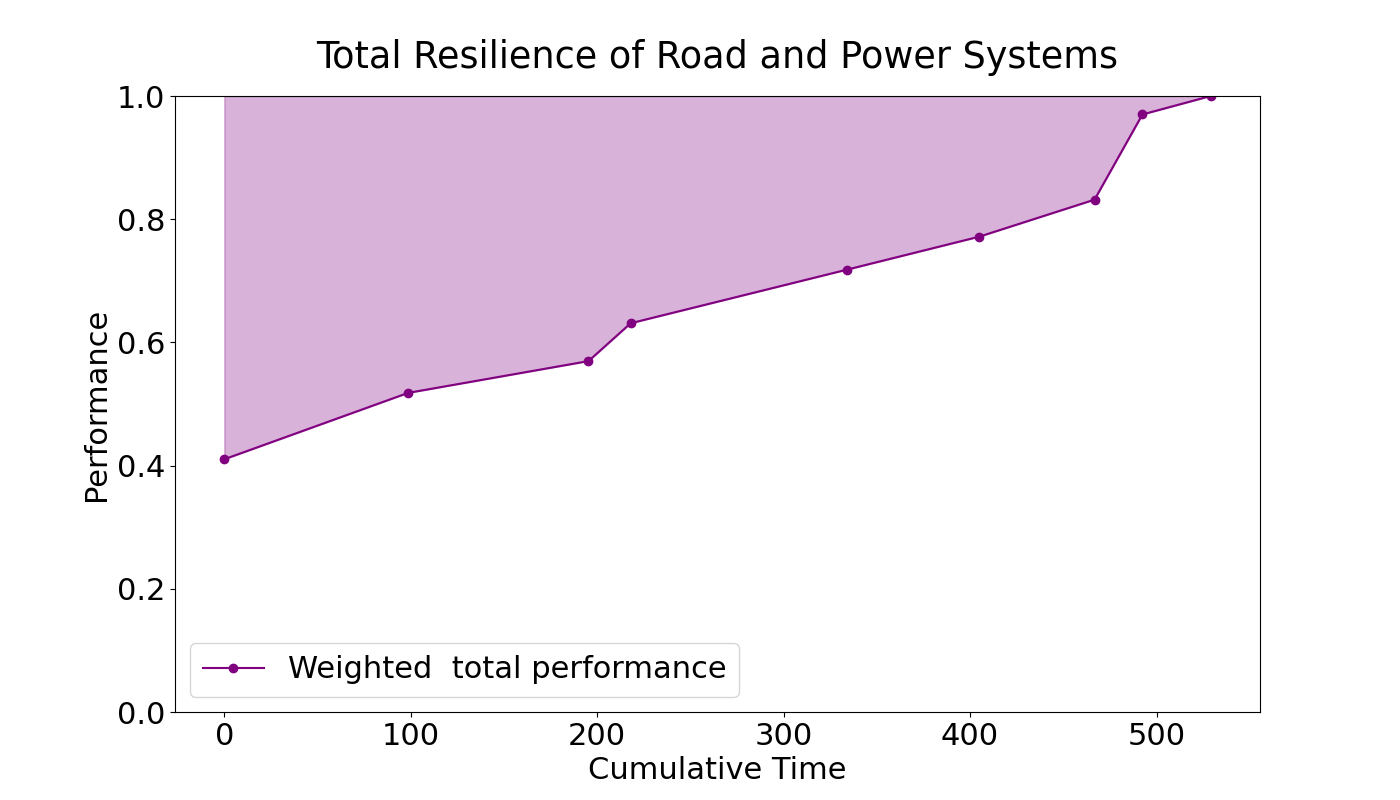 Total Resilience of Road and Power Systems
1.0
0.8
0.6
0.4
0.2
0.0
Performance
Weighted  total performance
0 100 200 300 400 500
Cumulative Time